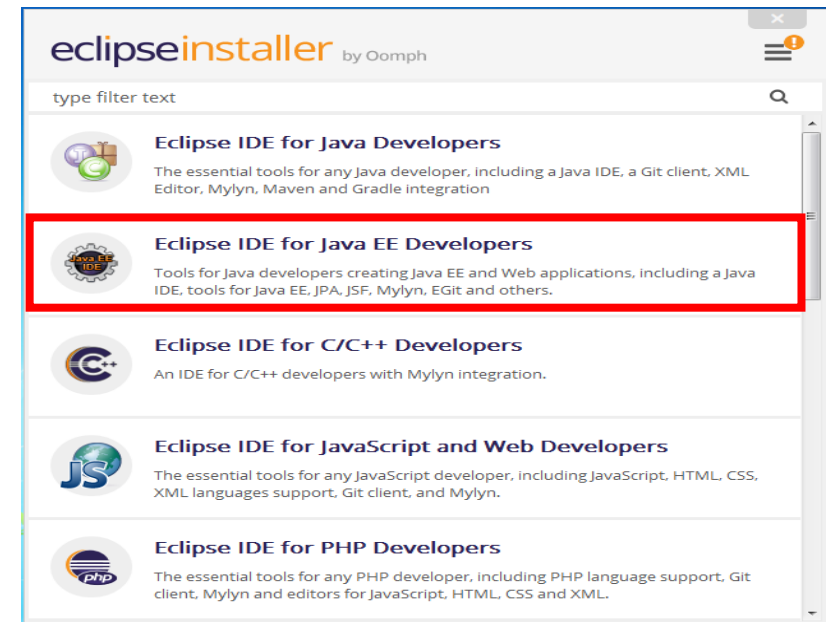 eclipseinstaller by Oomph
!
type filter text
Eclipse IDE for Java Developers
The essential tools for any Java developer, including a Java IDE, a Git client, XML
Editor, Mylyn, Maven and Gradle integration
Java EE
IDE
Eclipse IDE for Java EE Developers
Tools for Java developers creating Java EE and Web applications, including a Java
IDE, tools for Java EE, JPA, JSF, Mylyn, EGit and others.
C++
Eclipse IDE for C/C++ Developers
An IDE for C/C++ developers with Mylyn integration.
JS
Eclipse IDE for JavaScript and Web Developers
The essential tools for any JavaScript developer, including JavaScript, HTML, CSS,
XML languages support, Git client, and Mylyn.
php
Eclipse IDE for PHP Developers
The essential tools for any PHP developer, including PHP language support, Git
client, Mylyn and editors for JavaScript, HTML, CSS and XML.